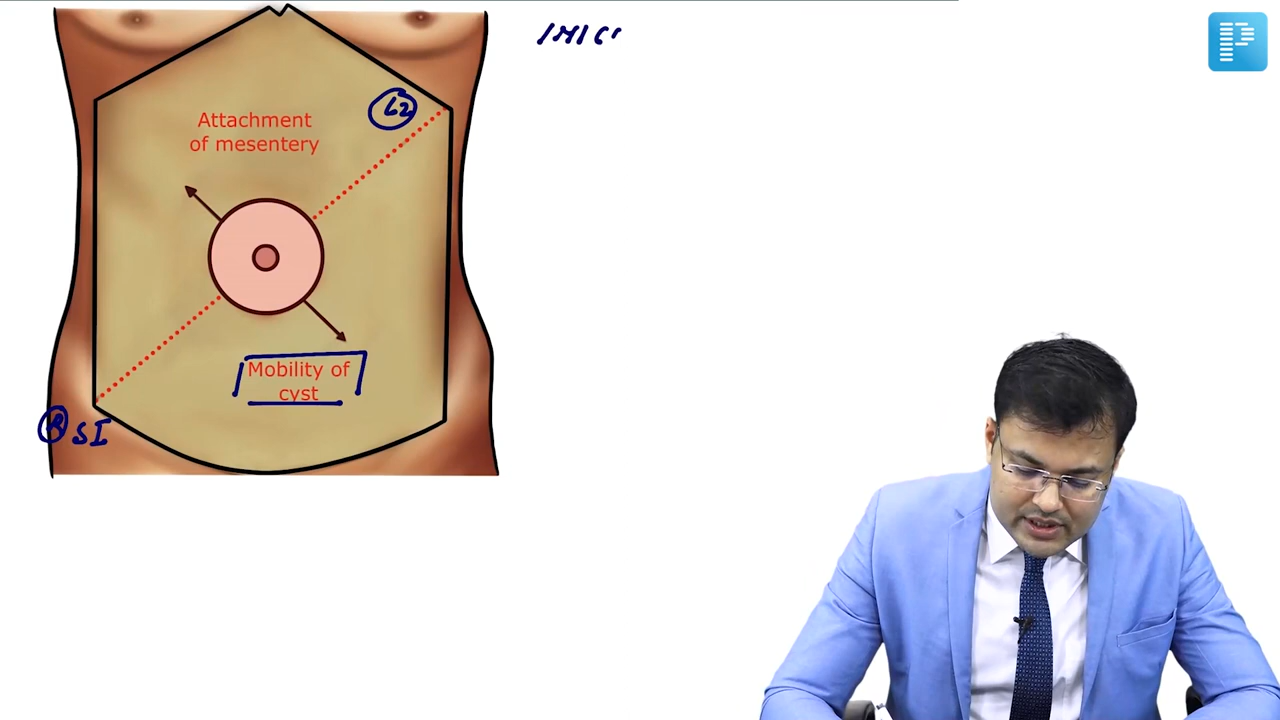 L2
Attachment
of mesentery
Mobility of
cyst
R SI
P